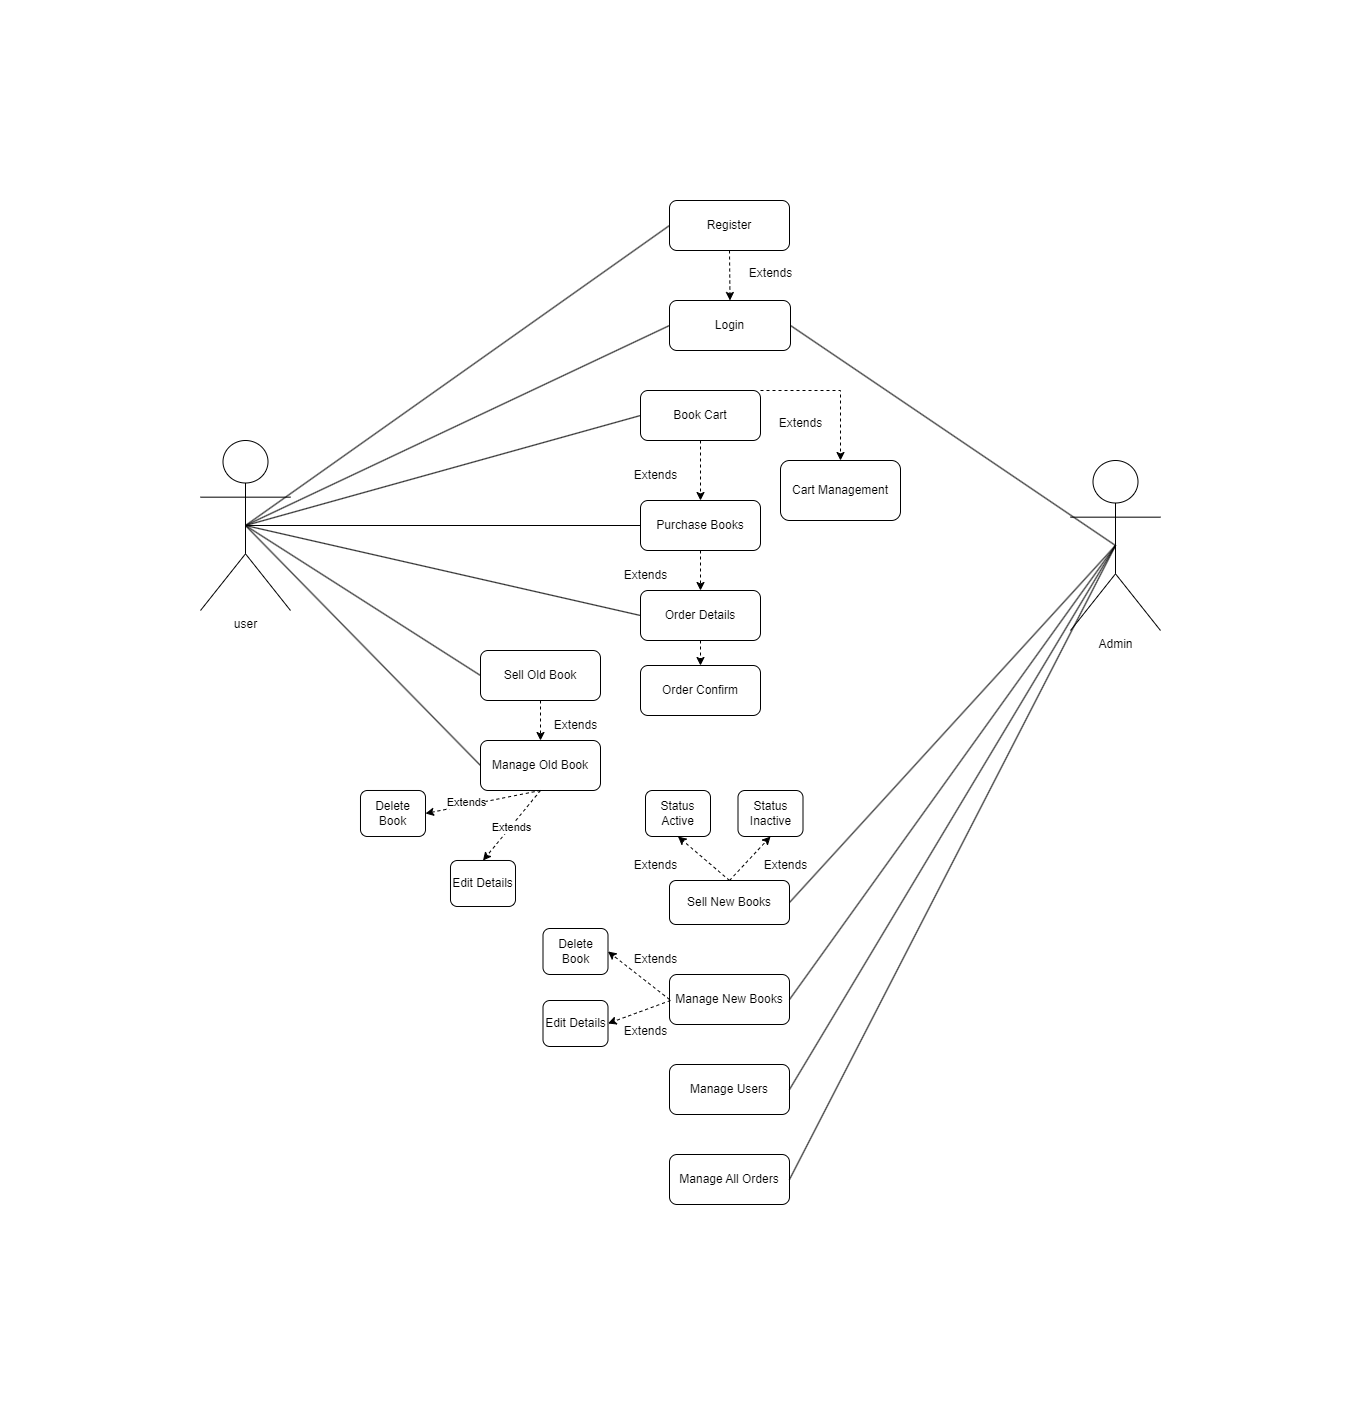 Register
Extends
Login
Book Cart
Extends
Extends
Cart Management
Purchase Books
Extends
Order Details
user
Admin
Sell Old Book
Order Confirm
Extends
Manage Old Book
Delete
Book
Extends
Extends
Edit Details
Status
Active
Status
Inactive
Extends
Extends
Sell New Books
Delete
Book
Extends
Manage New Books
Edit Details
Extends
Manage Users
Manage All Orders